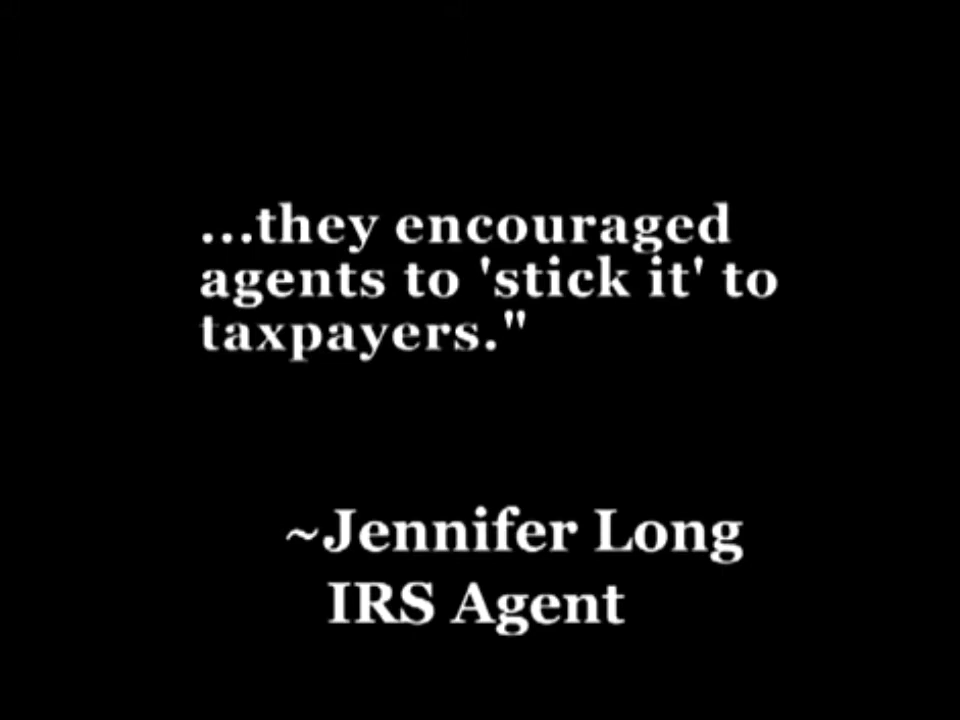 ...they encouraged
agents to 'stick it' to
taxpayers."
~Jennifer Long
IRS Agent